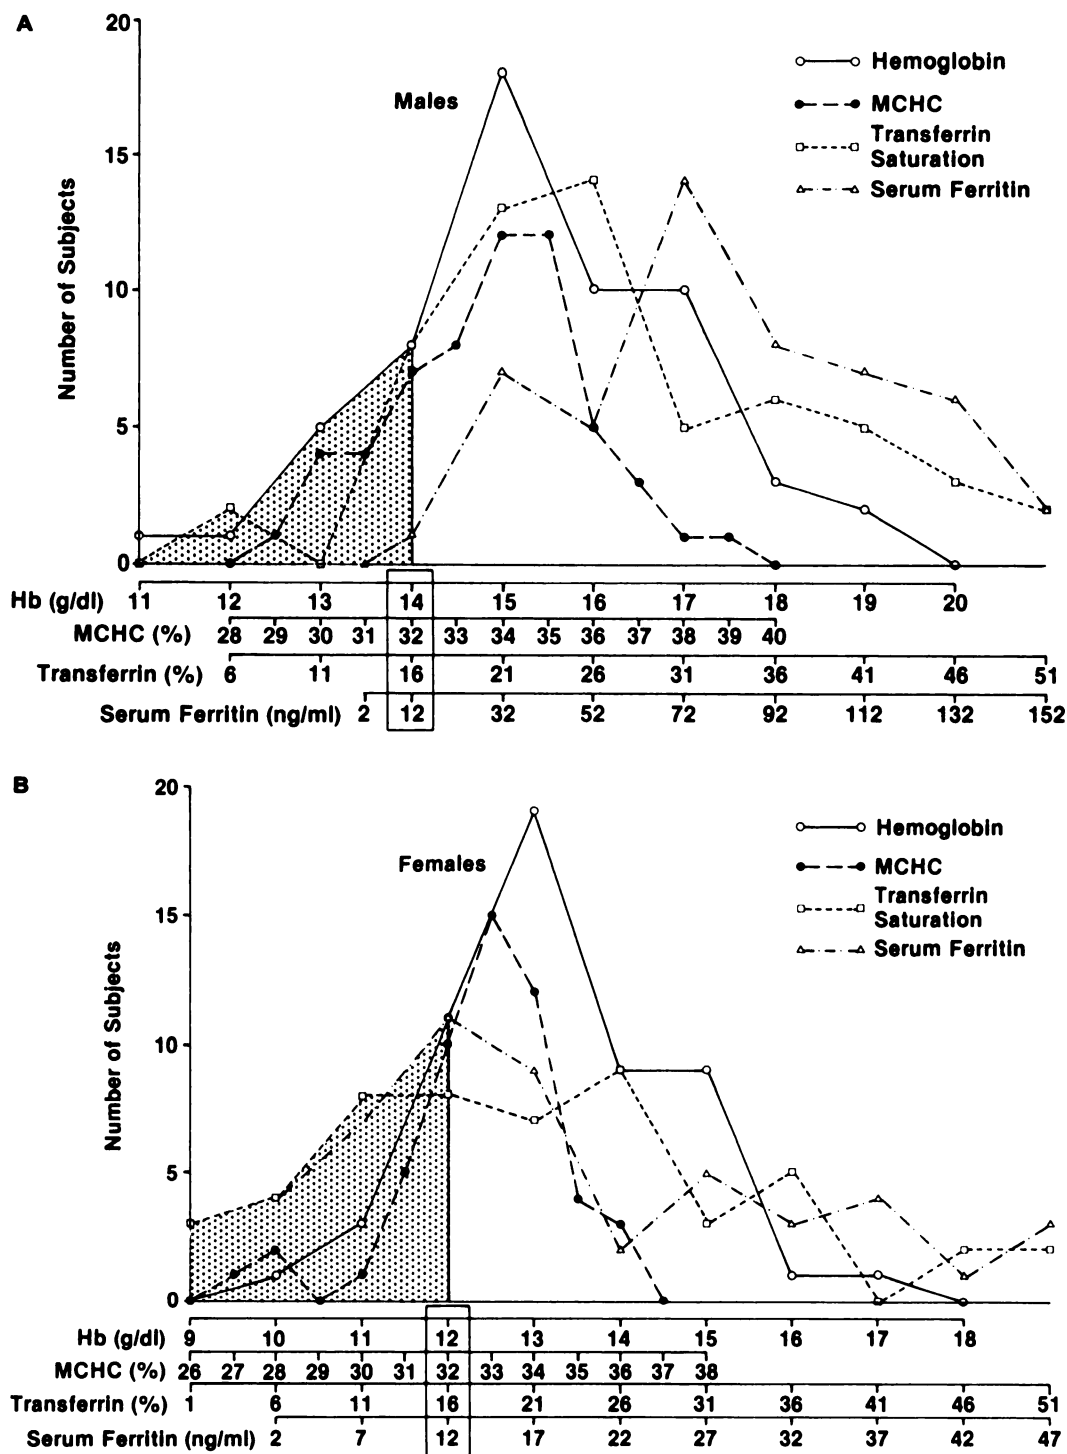 A
20
15
10
5
0
Number of Subjects
Males
Hemoglobin
MCHC
Transferrin
Saturation
Serum Ferritin
Hb (g/dl) 11 12 13 14 15 16 17 18 19 20
MCHC (%) 28 29 30 31 32 33 34 35 36 37 38 39 40
Transferrin (%) 6 11 16 21 26 31 36 41 46 51
Serum Ferritin (ng/ml) 2 12 32 52 72 92 112 132 152
B
20
15
10
5
0
Number of Subjects
Females
Hemoglobin
MCHC
Transferrin
Saturation
Serum Ferritin
Hb (g/dl) 9 10 11 12 13 14 15 16 17 18
MCHC (%) 26 27 28 29 30 31 32 33 34 35 36 37 38
Transferrin (%) 1 6 11 16 21 26 31 36 41 46 51
Serum Ferritin (ng/ml) 2 7 12 17 22 27 32 37 42 47